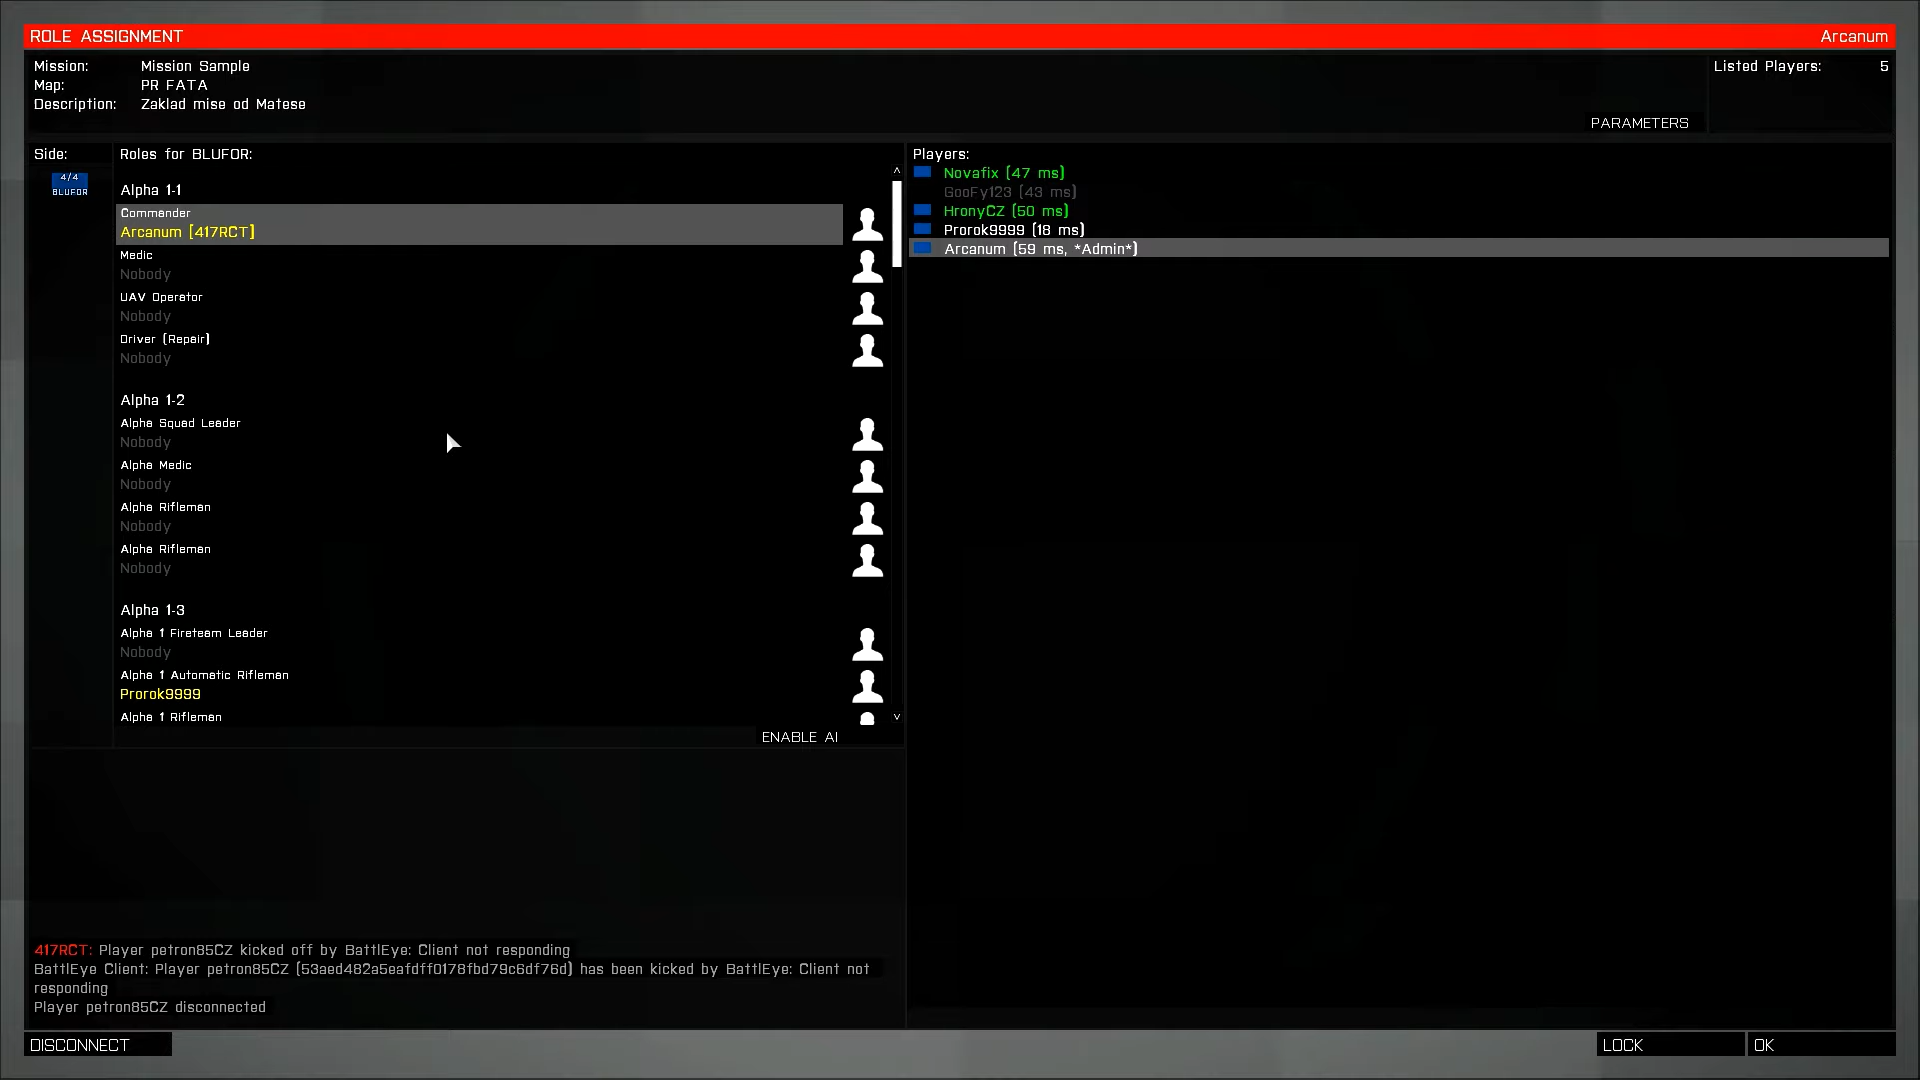 ROLE ASSIGNMENT
Arcanum
Mission: Mission Sample
Map: PR FATA
Description: Zaklad mise od Matese
Listed Players: 5
PARAMETERS
Side:
4/4
BLUFOR
Roles for BLUFOR:
Alpha 1-1
Commander
Arcanum [417RCT]
Medic
Nobody
UAV Operator
Nobody
Driver (Repair)
Nobody
Alpha 1-2
Alpha Squad Leader
Nobody
Alpha Medic
Nobody
Alpha Rifleman
Nobody
Alpha Rifleman
Nobody
Alpha 1-3
Alpha 1 Fireteam Leader
Nobody
Alpha 1 Automatic Rifleman
Prorok9999
Alpha 1 Rifleman
ENABLE AI
Players:
Novafix (47 ms)
GooFy123 (43 ms)
HronyCZ (50 ms)
Prorok9999 (18 ms)
Arcanum (59 ms, *Admin*)
417RCT: Player petron85CZ kicked off by BattlEye: Client not responding
BattlEye Client: Player petron85CZ (53aed482a5eafdff0178fbd79c6df76d) has been kicked by BattlEye: Client not
responding
Player petron85CZ disconnected
DISCONNECT
LOCK
OK